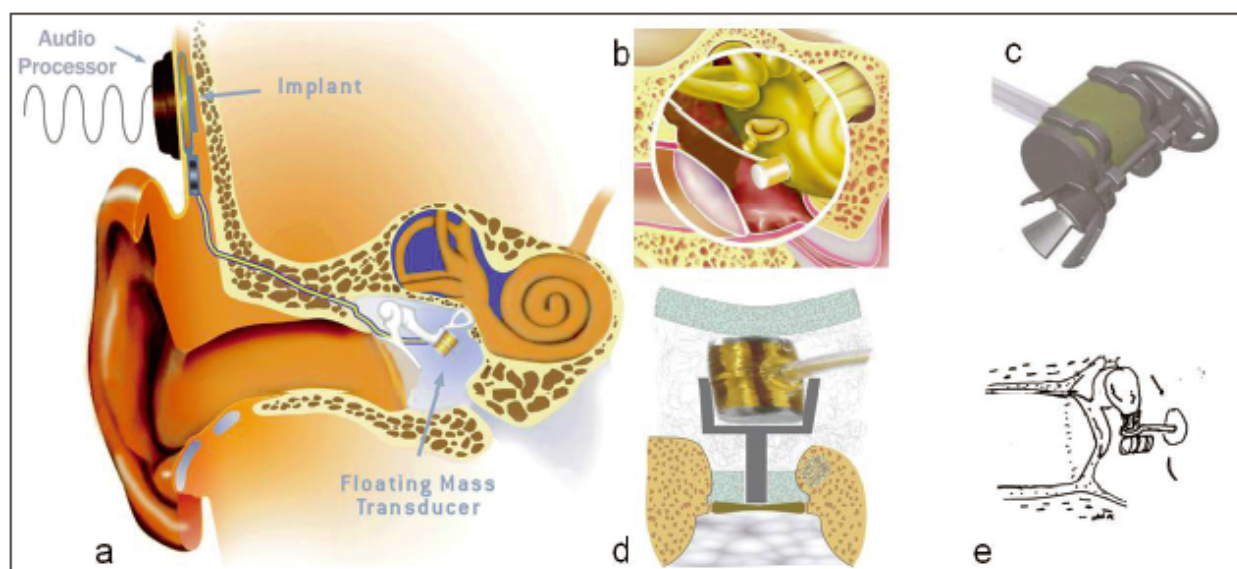 Audio
Processor
Implant
Floating Mass
Transducer
a
b
c
d
e